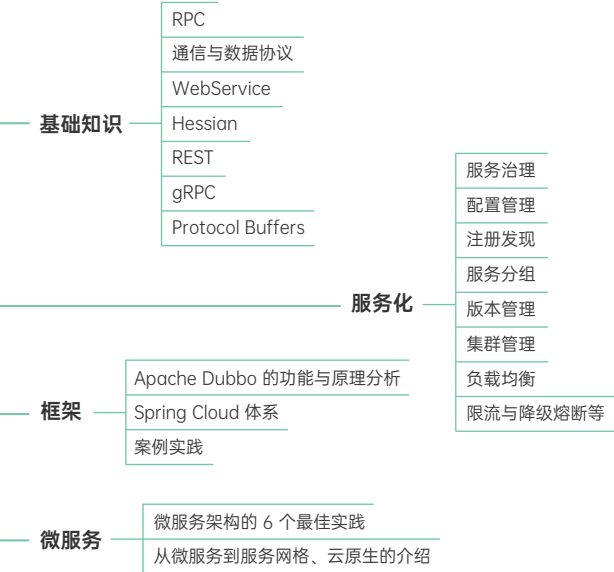 基础知识
RPC
通信与数据协议
WebService
Hessian
REST
gRPC
Protocol Buffers
服务化
服务治理
配置管理
注册发现
服务分组
版本管理
集群管理
负载均衡
限流与降级熔断等
框架
Apache Dubbo 的功能与原理分析
Spring Cloud 体系
案例实践
微服务
微服务架构的 6 个最佳实践
从微服务到服务网格、云原生的介绍